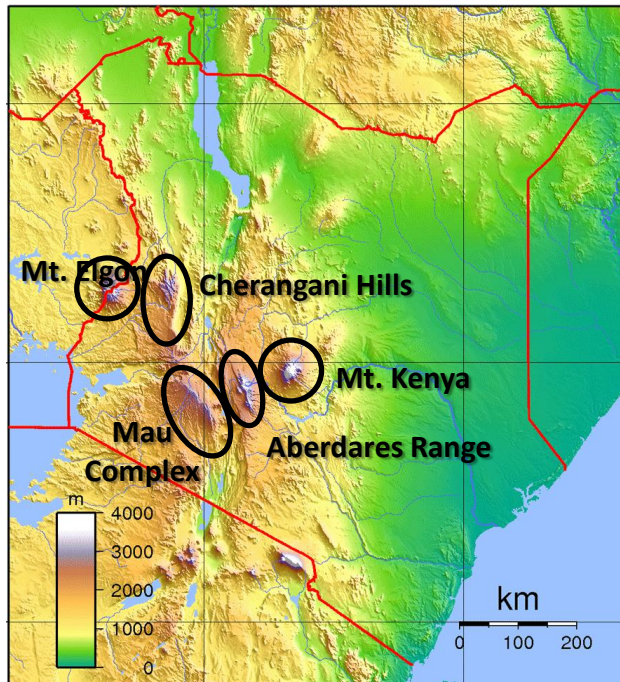 Mt. Elgon
Cherangani Hills
Mt. Kenya
Mau
Complex
Aberdares Range
m
4000
3000
2000
1000
0
km
0 100 200